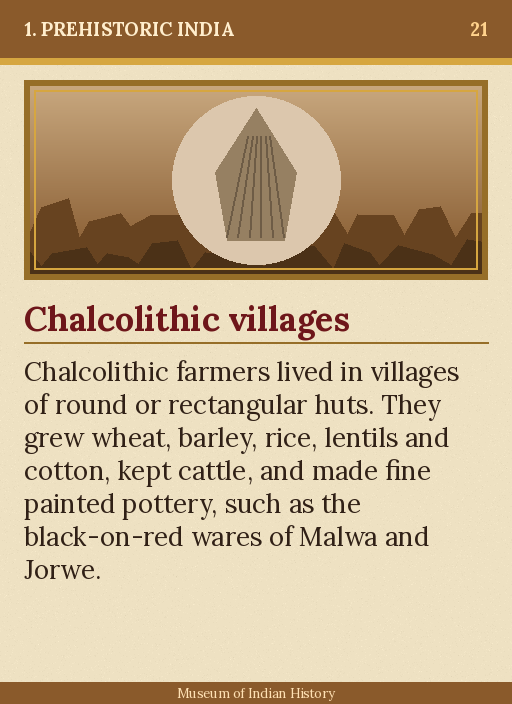 1. PREHISTORIC INDIA
21
Chalcolithic villages
Chalcolithic farmers lived in villages
of round or rectangular huts. They
grew wheat, barley, rice, lentils and
cotton, kept cattle, and made fine
painted pottery, such as the
black-on-red wares of Malwa and
Jorwe.
Museum of Indian History